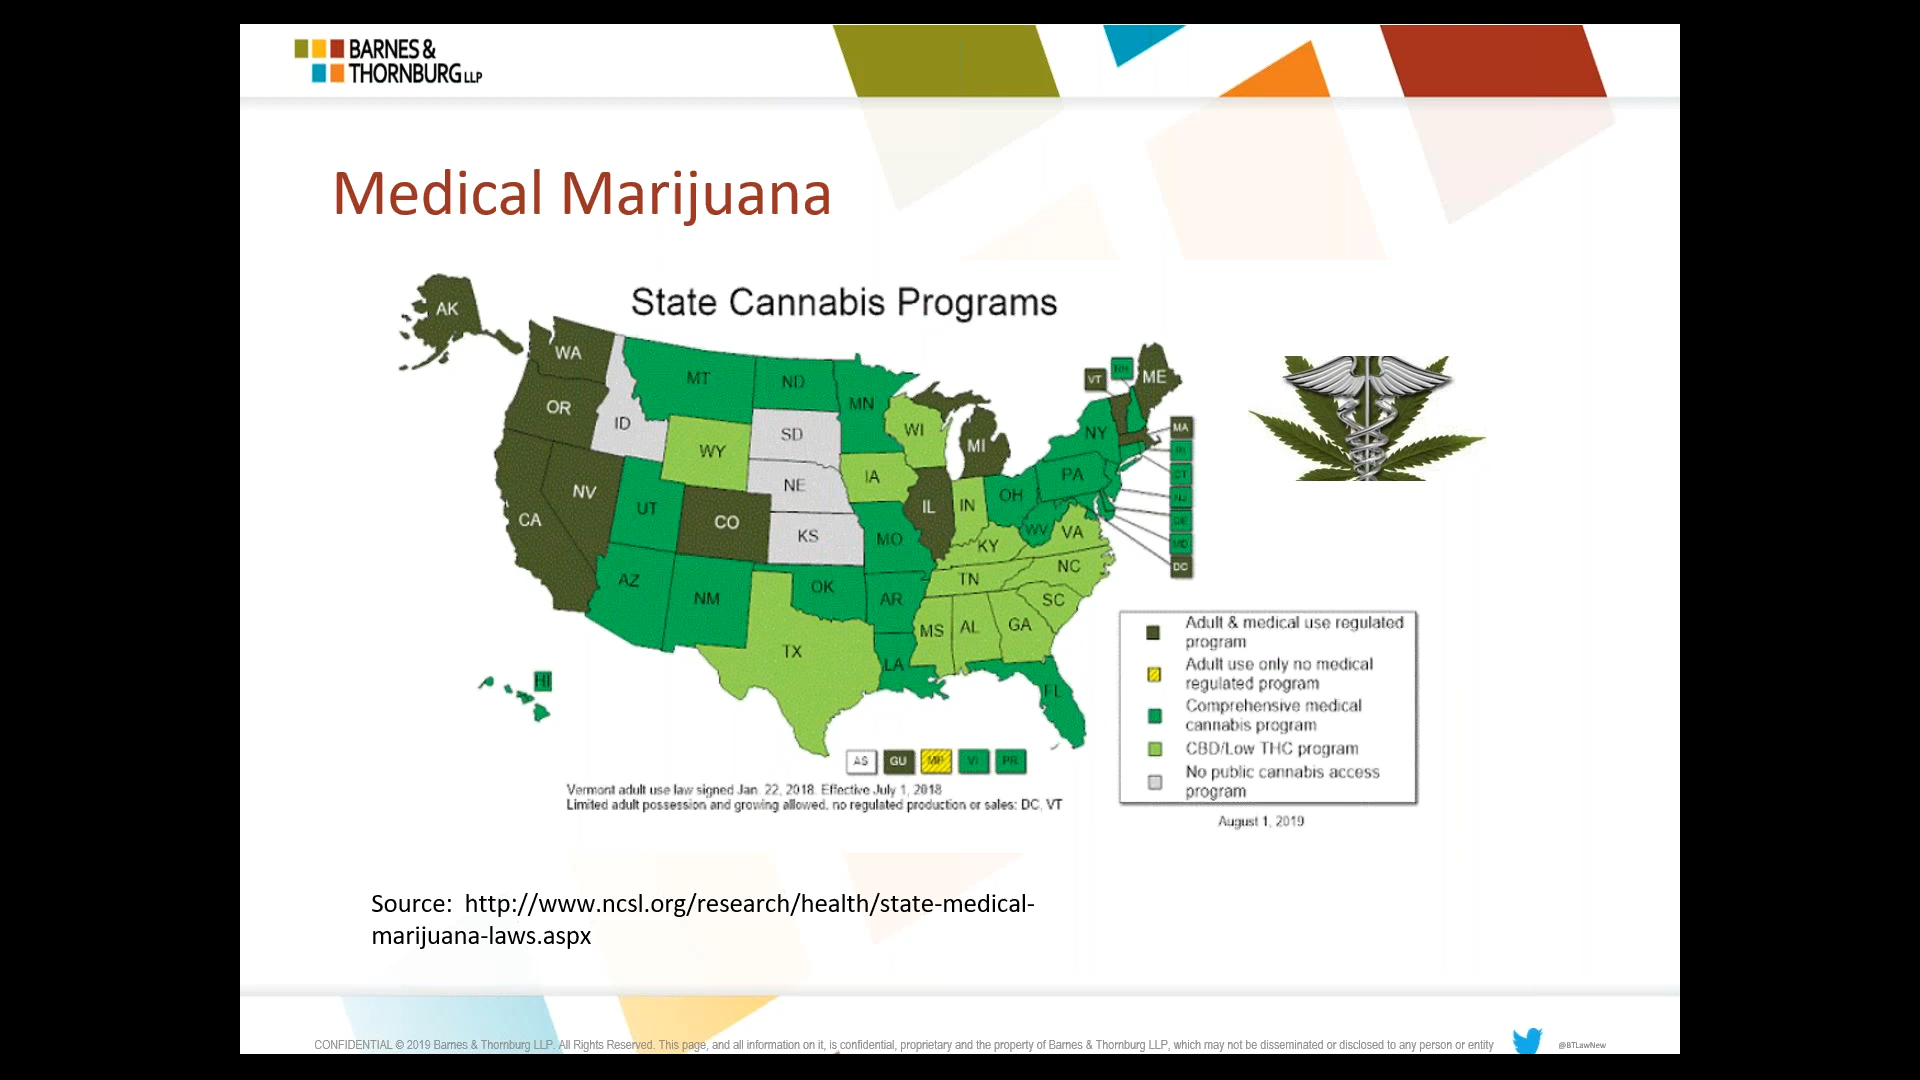 BARNES &
THORNBURG LLP
Medical Marijuana
State Cannabis Programs
AK
WA
MT
ND
MN
VT
NH
ME
OR
ID
SD
WI
MI
NY
MA
WY
RI
NE
IA
PA
CT
NV
UT
CO
IL
IN
OH
NJ
CA
KS
MO
WV
VA
DE
KY
MD
AZ
NM
OK
AR
TN
NC
DC
SC
MS
AL
GA
TX
LA
HI
FL
AS
GU
MP
VI
PR
Vermont adult use law signed Jan. 22, 2018. Effective July 1, 2018
Limited adult possession and growing allowed, no regulated production or sales: DC, VT
Adult & medical use regulated
program
Adult use only no medical
regulated program
Comprehensive medical
cannabis program
CBD/Low THC program
No public cannabis access
program
August 1, 2019
Source: http://www.ncsl.org/research/health/state-medical-
marijuana-laws.aspx
CONFIDENTIAL © 2019 Barnes & Thornburg LLP. All Rights Reserved. This page, and all information on it, is confidential, proprietary and the property of Barnes & Thornburg LLP, which may not be disseminated or disclosed to any person or entity
@BTLawNew